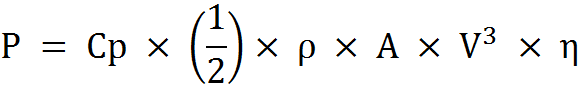 P = Cp × (1/2) × ρ × A × V³ × η